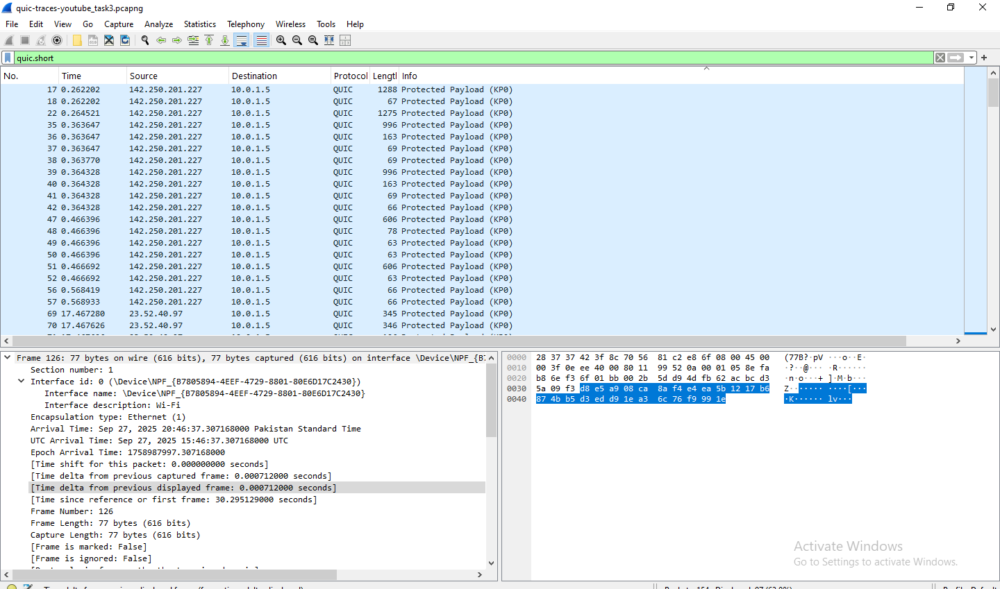 quic-traces-youtube_task3.pcapng
File Edit View Go Capture Analyze Statistics Telephony Wireless Tools Help
quic.short
No. Time Source Destination Protocol Lengtl Info
17 0.262202 142.250.201.227 10.0.1.5 QUIC 1288 Protected Payload (KP0)
18 0.262202 142.250.201.227 10.0.1.5 QUIC 67 Protected Payload (KP0)
22 0.264521 142.250.201.227 10.0.1.5 QUIC 1275 Protected Payload (KP0)
35 0.363647 142.250.201.227 10.0.1.5 QUIC 996 Protected Payload (KP0)
36 0.363647 142.250.201.227 10.0.1.5 QUIC 163 Protected Payload (KP0)
37 0.363647 142.250.201.227 10.0.1.5 QUIC 69 Protected Payload (KP0)
38 0.363770 142.250.201.227 10.0.1.5 QUIC 69 Protected Payload (KP0)
39 0.364328 142.250.201.227 10.0.1.5 QUIC 996 Protected Payload (KP0)
40 0.364328 142.250.201.227 10.0.1.5 QUIC 163 Protected Payload (KP0)
41 0.364328 142.250.201.227 10.0.1.5 QUIC 69 Protected Payload (KP0)
42 0.364328 142.250.201.227 10.0.1.5 QUIC 66 Protected Payload (KP0)
47 0.466396 142.250.201.227 10.0.1.5 QUIC 606 Protected Payload (KP0)
48 0.466396 142.250.201.227 10.0.1.5 QUIC 78 Protected Payload (KP0)
49 0.466396 142.250.201.227 10.0.1.5 QUIC 63 Protected Payload (KP0)
50 0.466396 142.250.201.227 10.0.1.5 QUIC 63 Protected Payload (KP0)
51 0.466692 142.250.201.227 10.0.1.5 QUIC 606 Protected Payload (KP0)
52 0.466692 142.250.201.227 10.0.1.5 QUIC 63 Protected Payload (KP0)
56 0.568419 142.250.201.227 10.0.1.5 QUIC 66 Protected Payload (KP0)
57 0.568933 142.250.201.227 10.0.1.5 QUIC 66 Protected Payload (KP0)
69 17.467280 23.52.40.97 10.0.1.5 QUIC 345 Protected Payload (KP0)
70 17.467626 23.52.40.97 10.0.1.5 QUIC 346 Protected Payload (KP0)
Frame 126: 77 bytes on wire (616 bits), 77 bytes captured (616 bits) on interface \Device\NPF_{B7
Section number: 1
Interface id: 0 (\Device\NPF_{B7805894-4EEF-4729-8801-80E6D17C2430})
Interface name: \Device\NPF_{B7805894-4EEF-4729-8801-80E6D17C2430}
Interface description: Wi-Fi
Encapsulation type: Ethernet (1)
Arrival Time: Sep 27, 2025 20:46:37.307168000 Pakistan Standard Time
UTC Arrival Time: Sep 27, 2025 15:46:37.307168000 UTC
Epoch Arrival Time: 1758987997.307168000
[Time shift for this packet: 0.000000000 seconds]
[Time delta from previous captured frame: 0.000712000 seconds]
[Time delta from previous displayed frame: 0.000712000 seconds]
[Time since reference or first frame: 30.295129000 seconds]
Frame Number: 126
Frame Length: 77 bytes (616 bits)
Capture Length: 77 bytes (616 bits)
[Frame is marked: False]
[Frame is ignored: False]
0000 28 37 37 42 3f 8c 70 56 81 c2 e8 6f 08 00 45 00 (77B?·pV ···o··E·
0010 00 3f 0e ee 40 00 80 11 99 52 0a 00 01 05 8e fa ·?··@··· ·R······
0020 b8 6e f3 6f 01 bb 00 2b 5d d9 4d fb 62 ac bc d3 ·n·o···+ ]·M·b···
0030 5a 09 f3 d8 e5 a9 08 ca 8a f4 e4 ea 5b 12 17 b6 Z······· ····[···
0040 87 4b b5 d3 ed d9 1e a3 6c 76 f9 99 1e ·K······ lv···
Activate Windows
Go to Settings to activate Windows.